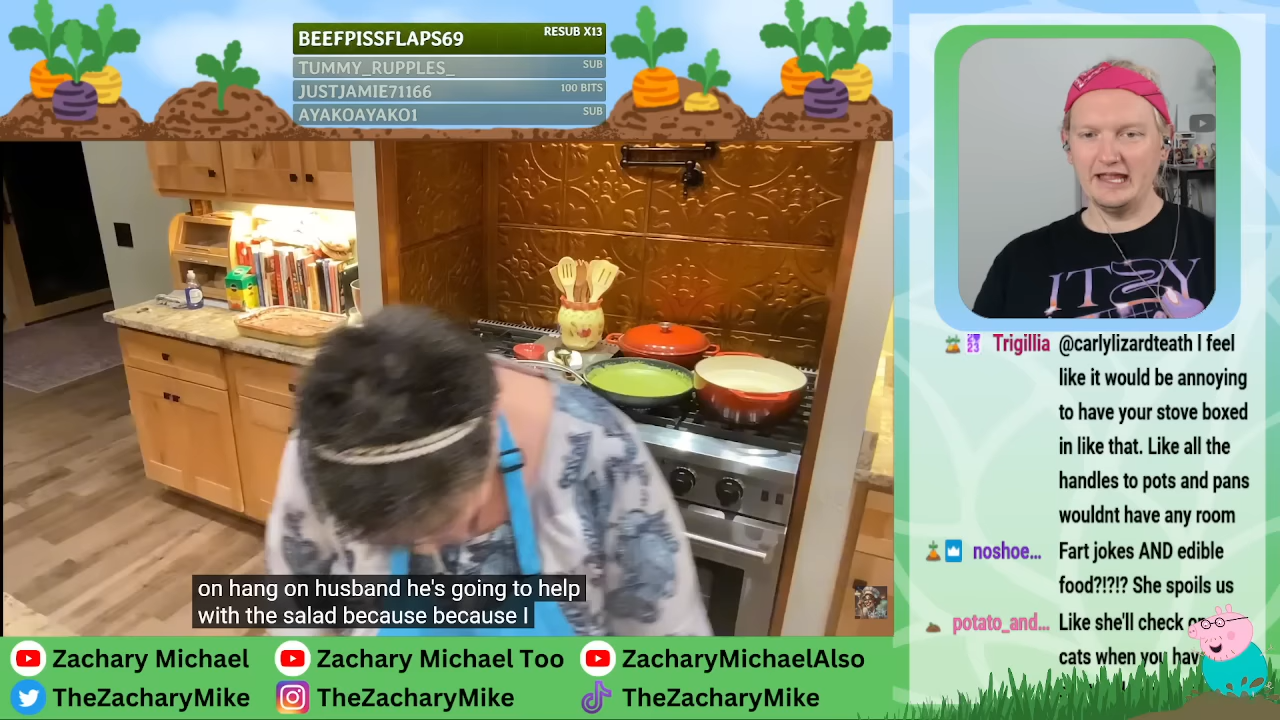 BEEFPISSFLAPS69 RESUB X13
TUMMY_RUPPLES_ SUB
JUSTJAMIE71166 100 BITS
AYAKOAYAKO1 SUB
ITZY
Trigillia @carlylizardteath I feel
like it would be annoying
to have your stove boxed
in like that. Like all the
handles to pots and pans
wouldnt have any room
noshoe... Fart jokes AND edible
food?!?!? She spoils us
potato_and... Like she'll check
cats when you
on hang on husband he's going to help
with the salad because because I
Zachary Michael Zachary Michael Too ZacharyMichaelAlso
TheZacharyMike TheZacharyMike TheZacharyMike